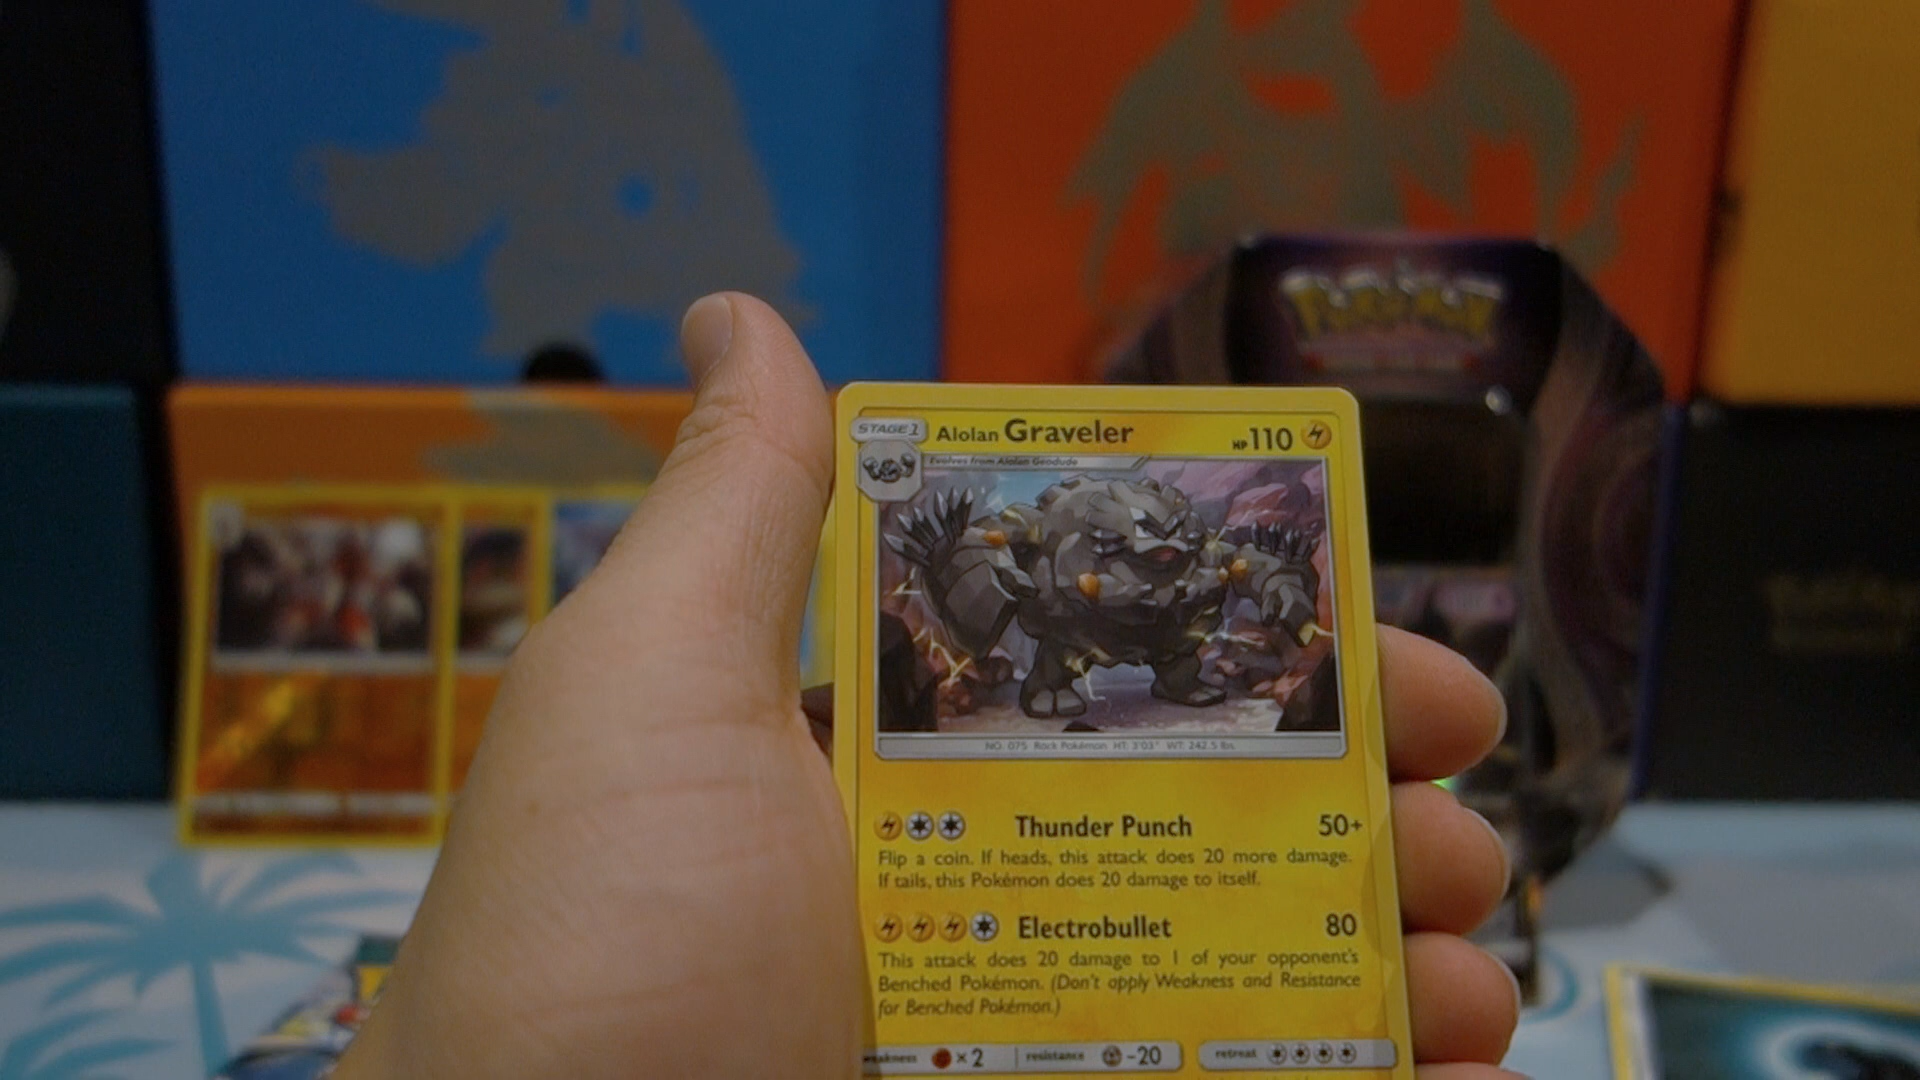 POKéMON
STAGE 1
Alolan Graveler
HP 110
Evolves from Alolan Geodude
NO. 075 Rock Pokémon HT: 3'03" WT: 242.5 lbs.
Thunder Punch 50+
Flip a coin. If heads, this attack does 20 more damage.
If tails, this Pokémon does 20 damage to itself.
Electrobullet 80
This attack does 20 damage to 1 of your opponent's
Benched Pokémon. (Don't apply Weakness and Resistance
for Benched Pokémon.)
weakness ×2 resistance -20 retreat